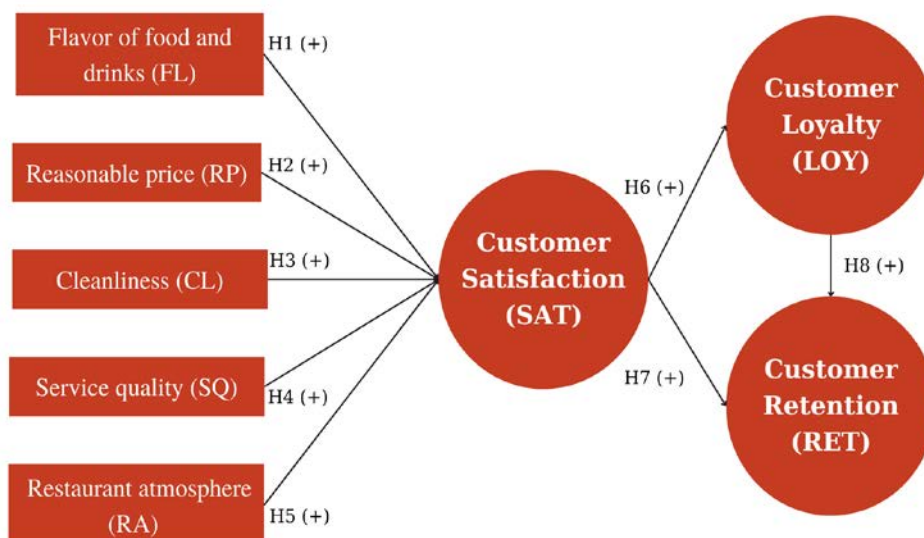 Flavor of food and
drinks (FL)
H1 (+)
Reasonable price (RP)
H2 (+)
Cleanliness (CL)
H3 (+)
Service quality (SQ)
H4 (+)
Restaurant atmosphere
(RA)
H5 (+)
Customer
Satisfaction
(SAT)
H6 (+)
H7 (+)
Customer
Loyalty
(LOY)
H8 (+)
Customer
Retention
(RET)